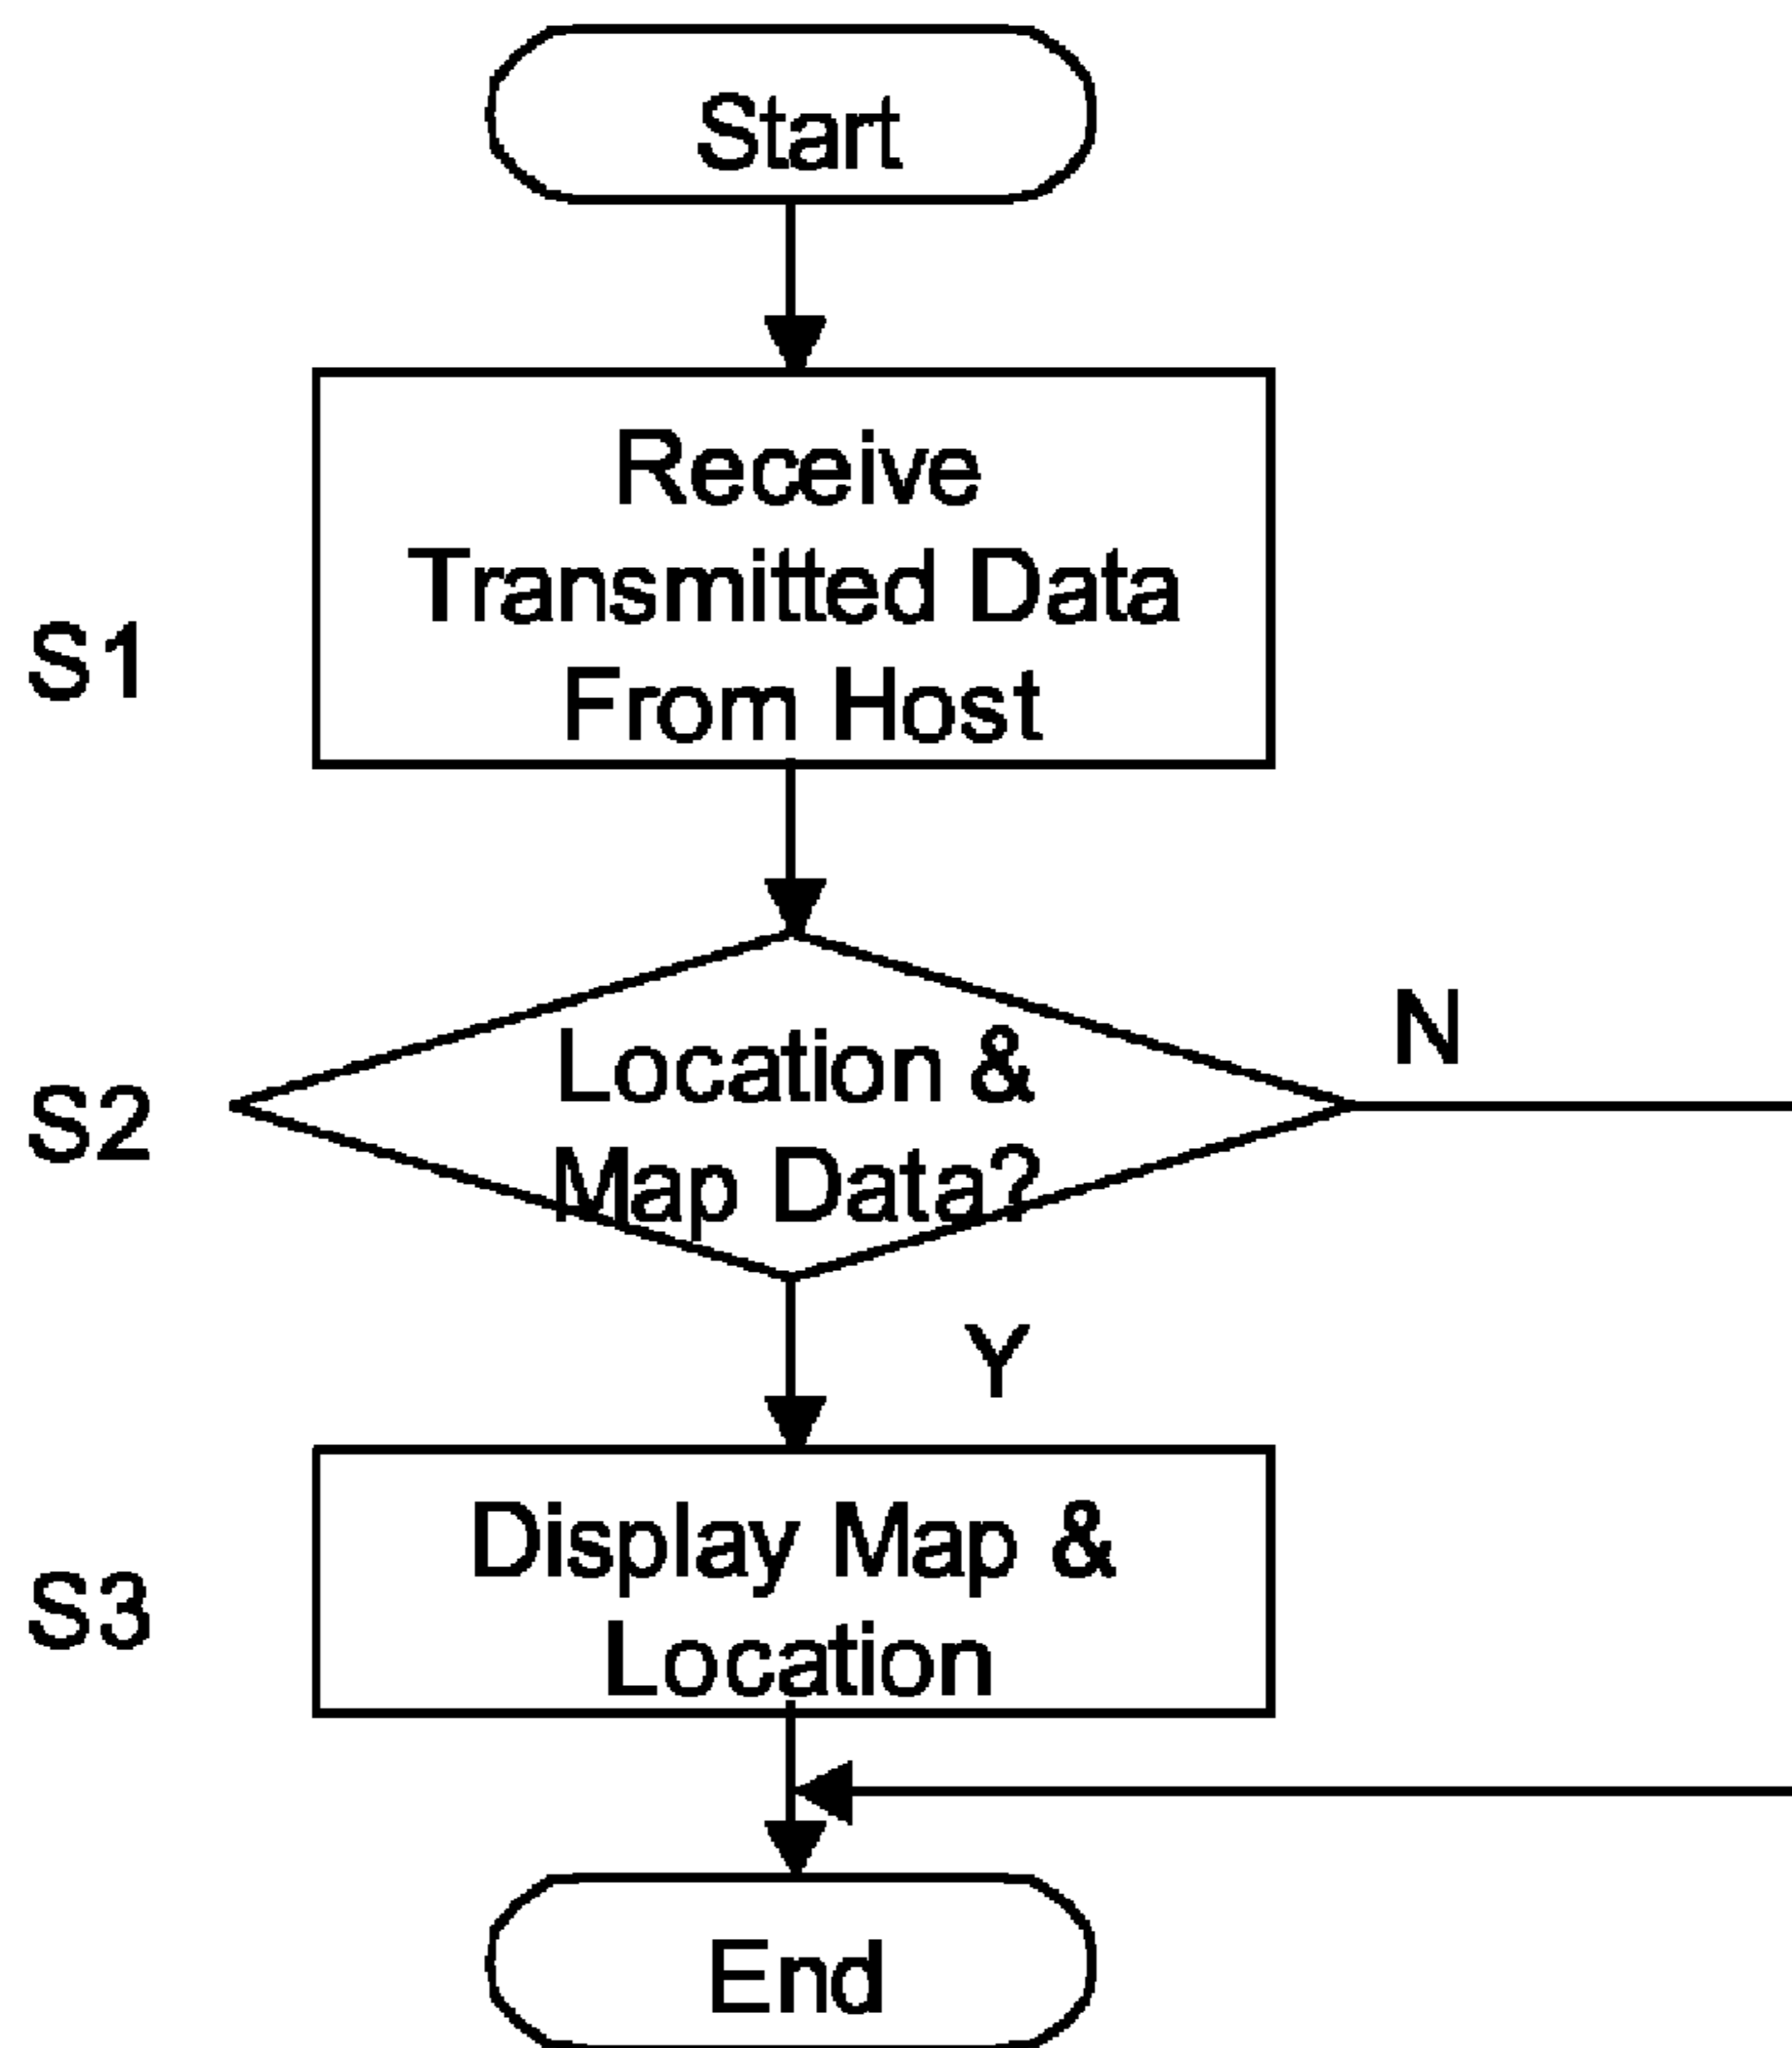 Start
Receive
Transmitted Data
From Host
S1
Location &
Map Data?
N
S2
Y
Display Map &
Location
S3
End